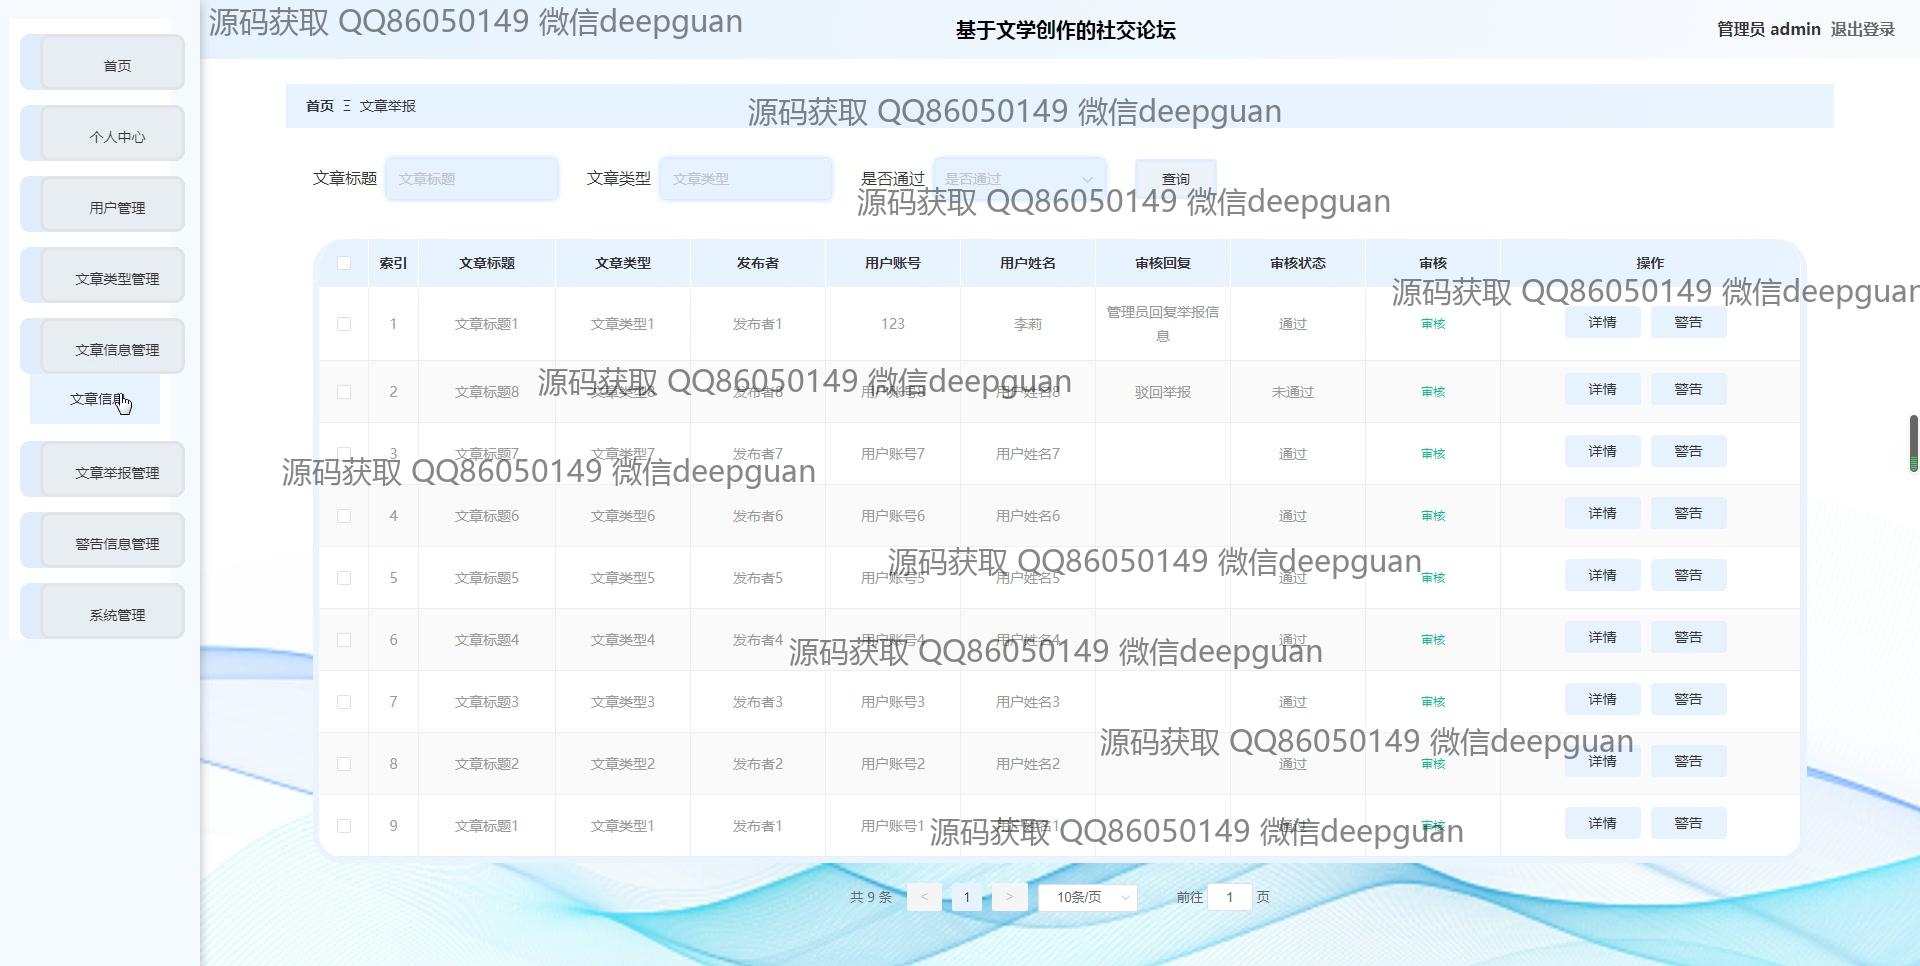 源码获取 QQ86050149 微信deepguan
基于文学创作的社交论坛
管理员 admin 退出登录
首页
个人中心
用户管理
文章类型管理
文章信息管理
文章信息
文章举报管理
警告信息管理
系统管理
首页 Ξ 文章举报
源码获取 QQ86050149 微信deepguan
文章标题 文章标题 文章类型 文章类型 是否通过 是否通过 查询
源码获取 QQ86050149 微信deepguan
索引 文章标题 文章类型 发布者 用户账号 用户姓名 审核回复 审核状态 审核 操作
源码获取 QQ86050149 微信deepguan
1 文章标题1 文章类型1 发布者1 123 李莉 管理员回复举报信息 通过 审核 详情 警告
源码获取 QQ86050149 微信deepguan
2 文章标题8 文章类型8 发布者8 用户账号8 用户姓名8 驳回举报 未通过 审核 详情 警告
3 文章标题7 文章类型7 发布者7 用户账号7 用户姓名7 通过 审核 详情 警告
源码获取 QQ86050149 微信deepguan
4 文章标题6 文章类型6 发布者6 用户账号6 用户姓名6 通过 审核 详情 警告
源码获取 QQ86050149 微信deepguan
5 文章标题5 文章类型5 发布者5 用户账号5 用户姓名5 通过 审核 详情 警告
6 文章标题4 文章类型4 发布者4 用户账号4 用户姓名4 通过 审核 详情 警告
源码获取 QQ86050149 微信deepguan
7 文章标题3 文章类型3 发布者3 用户账号3 用户姓名3 通过 审核 详情 警告
源码获取 QQ86050149 微信deepguan
8 文章标题2 文章类型2 发布者2 用户账号2 用户姓名2 通过 审核 详情 警告
9 文章标题1 文章类型1 发布者1 用户账号1 用户姓名1 通过 审核 详情 警告
源码获取 QQ86050149 微信deepguan
共 9 条 < 1 > 10条/页 前往 1 页